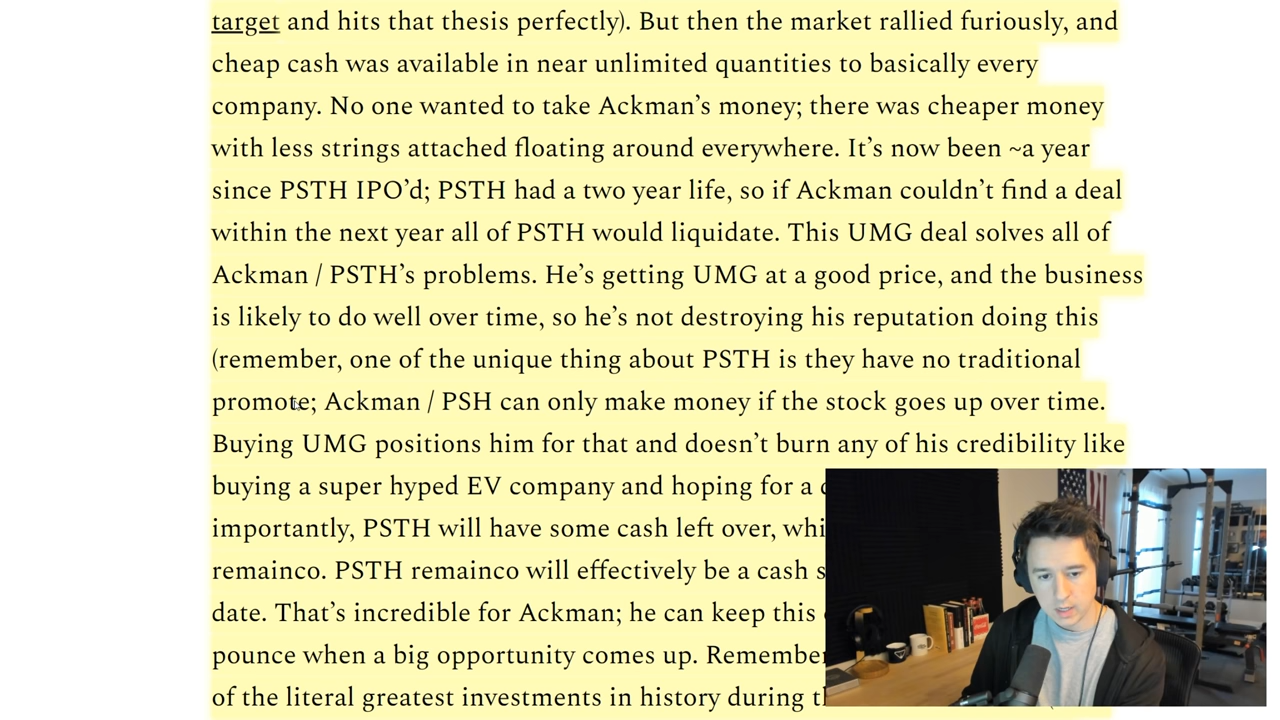 target and hits that thesis perfectly). But then the market rallied furiously, and
cheap cash was available in near unlimited quantities to basically every
company. No one wanted to take Ackman’s money; there was cheaper money
with less strings attached floating around everywhere. It’s now been ~a year
since PSTH IPO’d; PSTH had a two year life, so if Ackman couldn’t find a deal
within the next year all of PSTH would liquidate. This UMG deal solves all of
Ackman / PSTH’s problems. He’s getting UMG at a good price, and the business
is likely to do well over time, so he’s not destroying his reputation doing this
(remember, one of the unique thing about PSTH is they have no traditional
promote; Ackman / PSH can only make money if the stock goes up over time.
Buying UMG positions him for that and doesn’t burn any of his credibility like
buying a super hyped EV company and hoping for a
importantly, PSTH will have some cash left over,
remainco. PSTH remainco will effectively be a cash
date. That’s incredible for Ackman; he can keep this
pounce when a big opportunity comes up. Remember
of the literal greatest investments in history during